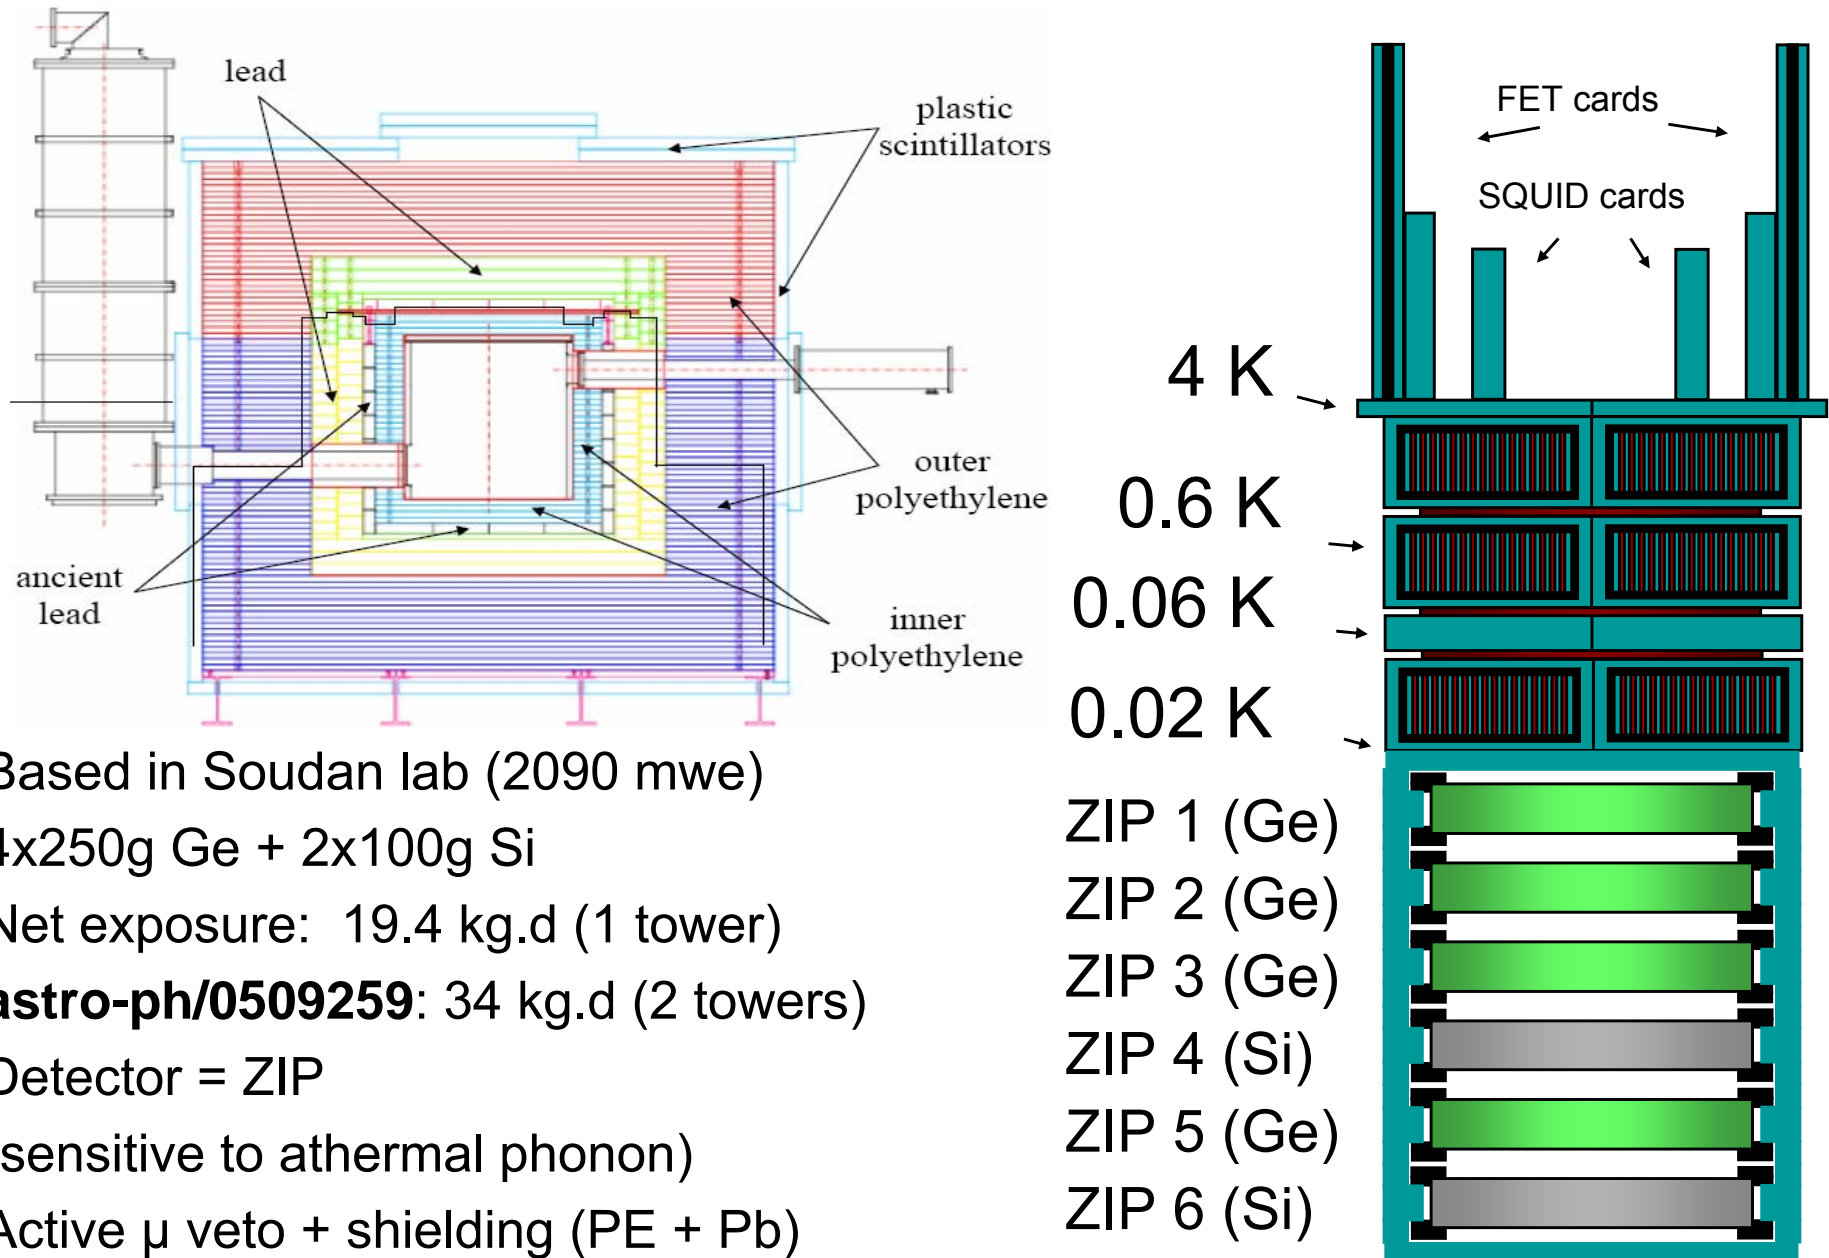 lead
plastic
scintillators
outer
polyethylene
ancient
lead
inner
polyethylene
FET cards
SQUID cards
4 K
0.6 K
0.06 K
0.02 K
Based in Soudan lab (2090 mwe)
4x250g Ge + 2x100g Si
Net exposure: 19.4 kg.d (1 tower)
astro-ph/0509259: 34 kg.d (2 towers)
Detector = ZIP
sensitive to athermal phonon)
Active µ veto + shielding (PE + Pb)
ZIP 1 (Ge)
ZIP 2 (Ge)
ZIP 3 (Ge)
ZIP 4 (Si)
ZIP 5 (Ge)
ZIP 6 (Si)